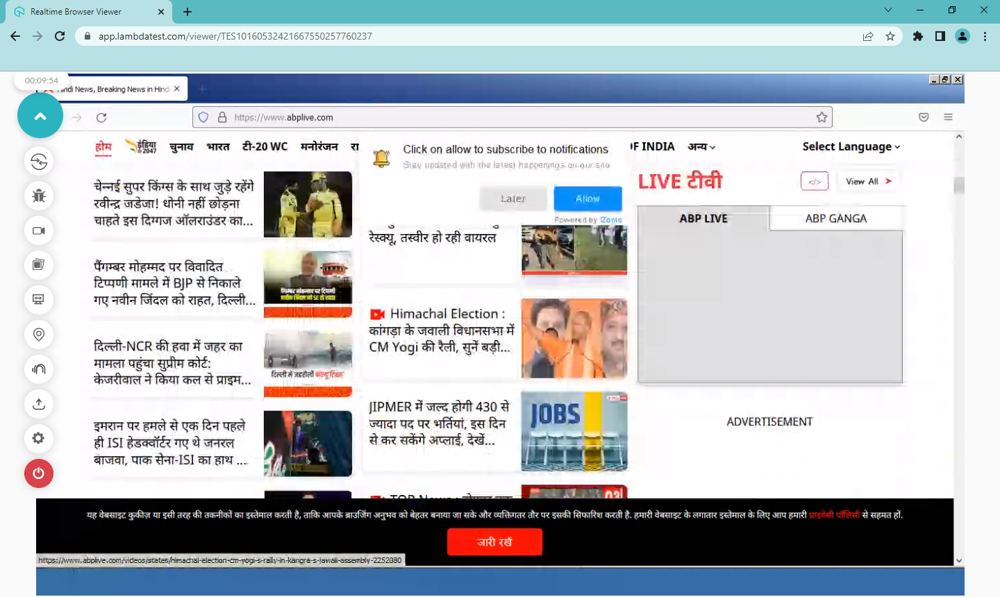 Realtime Browser Viewer
app.lambdatest.com/viewer/TES10160532421667550257760237
00:09:54
Hindi News, Breaking News in Hindi
https://www.abplive.com
होम
इंडिया
@2047
चुनाव
भारत
टी-20 WC
मनोरंजन
रा
Click on allow to subscribe to notifications
Stay updated with the latest happenings on our site
Later
Allow
Powered by iZooto
OF INDIA
अन्य
Select Language
चेन्नई सुपर किंग्स के साथ जुड़े रहेंगे
रवीन्द्र जडेजा! धोनी नहीं छोड़ना
चाहते इस दिग्गज ऑलराउंडर का...
पैंगम्बर मोहम्मद पर विवादित
टिप्पणी मामले में BJP से निकाले
गए नवीन जिंदल को राहत, दिल्ली...
दिल्ली-NCR की हवा में जहर का
मामला पहुंचा सुप्रीम कोर्ट:
केजरीवाल ने किया कल से प्राइम...
दिल्ली में जहरीली
इमरान पर हमले से एक दिन पहले
ही ISI हेडक्वॉर्टर गए थे जनरल
बाजवा, पाक सेना-ISI का हाथ ...
रेस्क्यू, तस्वीर हो रही वायरल
Himachal Election :
कांगड़ा के जवाली विधानसभा में
CM Yogi की रैली, सुनें बड़ी...
JIPMER में जल्द होगी 430 से
ज्यादा पद पर भर्तियां, इस दिन
से कर सकेंगे अप्लाई, देखें...
JOBS
TOP News :
03
LIVE टीवी
</>
View All
ABP LIVE
ABP GANGA
ADVERTISEMENT
यह वेबसाइट कुकीज़ या इसी तरह की तकनीकों का इस्तेमाल करती है, ताकि आपके ब्राउजिंग अनुभव को बेहतर बनाया जा सके और व्यक्तिगत तौर पर इसकी सिफारिश करती है. हमारी वेबसाइट के लगातार इस्तेमाल के लिए आप हमारी प्राइवेसी पॉलिसी से सहमत हों.
जारी रखें
https://www.abplive.com/videos/states/himachal-election-cm-yogi-s-rally-in-kangra-s-jawali-assembly-2252080